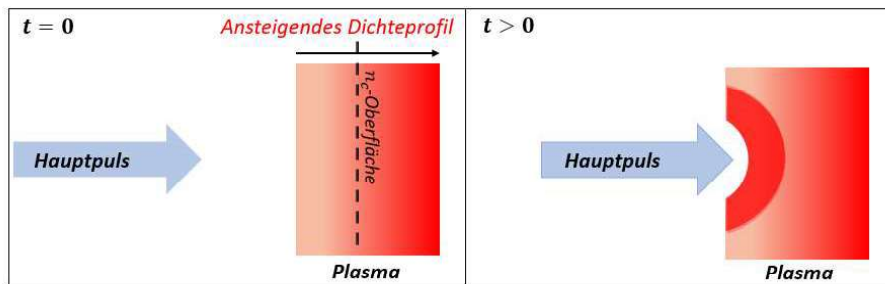 t = 0
Ansteigendes Dichteprofil
n_c-Oberfläche
Hauptpuls
Plasma
t > 0
Hauptpuls
Plasma